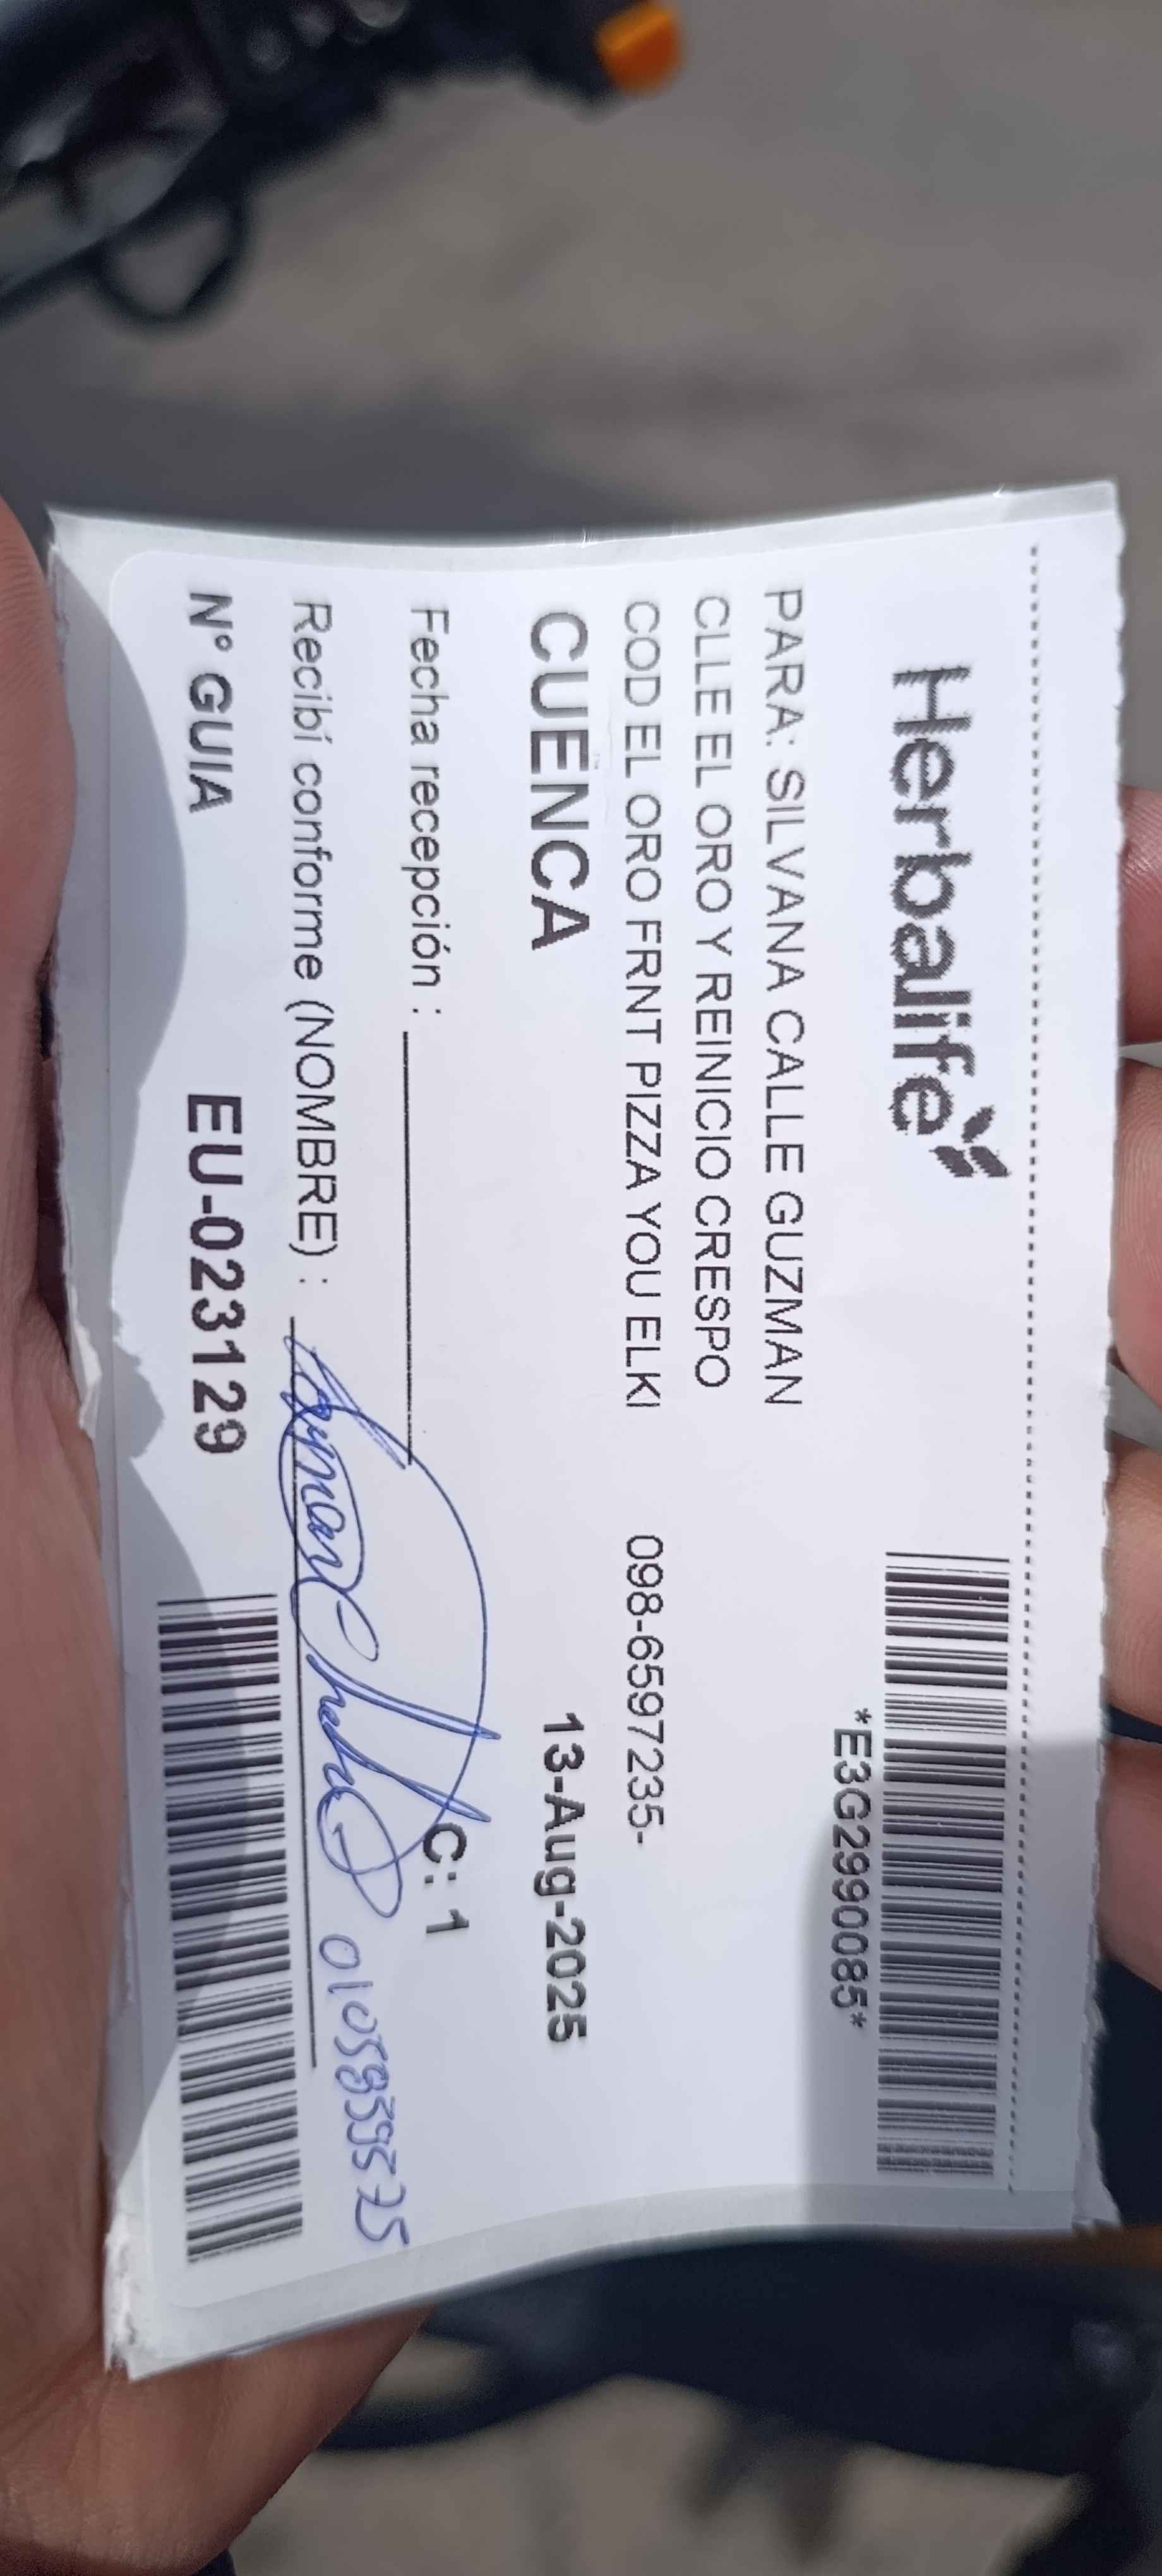 Herbalife
*E3G2990085*
PARA: SILVANA CALLE GUZMAN
CLLE EL ORO Y REINICIO CRESPO
COD EL ORO FRNT PIZZA YOU ELKI 098-6597235-
CUENCA 13-Aug-2025
Fecha recepción : C: 1
Recibí conforme (NOMBRE) :
N° GUIA EU-023129